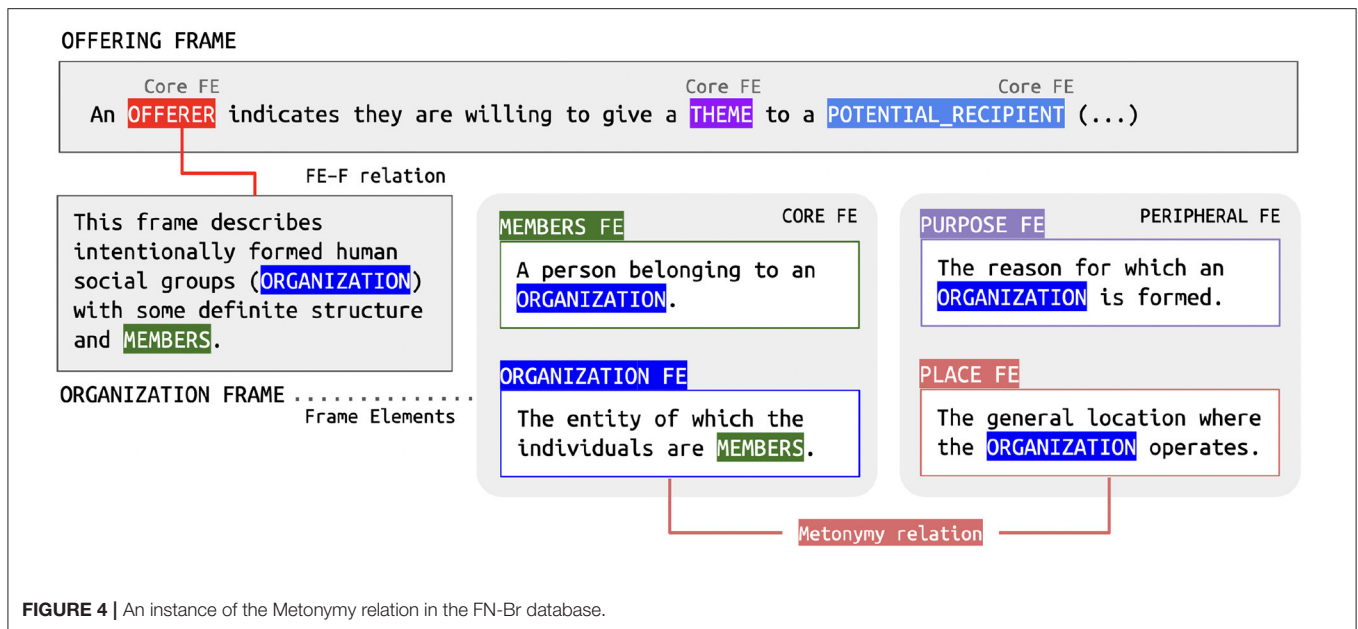 OFFERING FRAME
Core FE Core FE Core FE
An OFFERER indicates they are willing to give a THEME to a POTENTIAL_RECIPIENT (...)
FE–F relation
This frame describes
intentionally formed human
social groups (ORGANIZATION)
with some definite structure
and MEMBERS.
ORGANIZATION FRAME
Frame Elements
CORE FE
MEMBERS FE
A person belonging to an
ORGANIZATION.
ORGANIZATION FE
The entity of which the
individuals are MEMBERS.
PERIPHERAL FE
PURPOSE FE
The reason for which an
ORGANIZATION is formed.
PLACE FE
The general location where
the ORGANIZATION operates.
Metonymy relation
FIGURE 4 | An instance of the Metonymy relation in the FN-Br database.